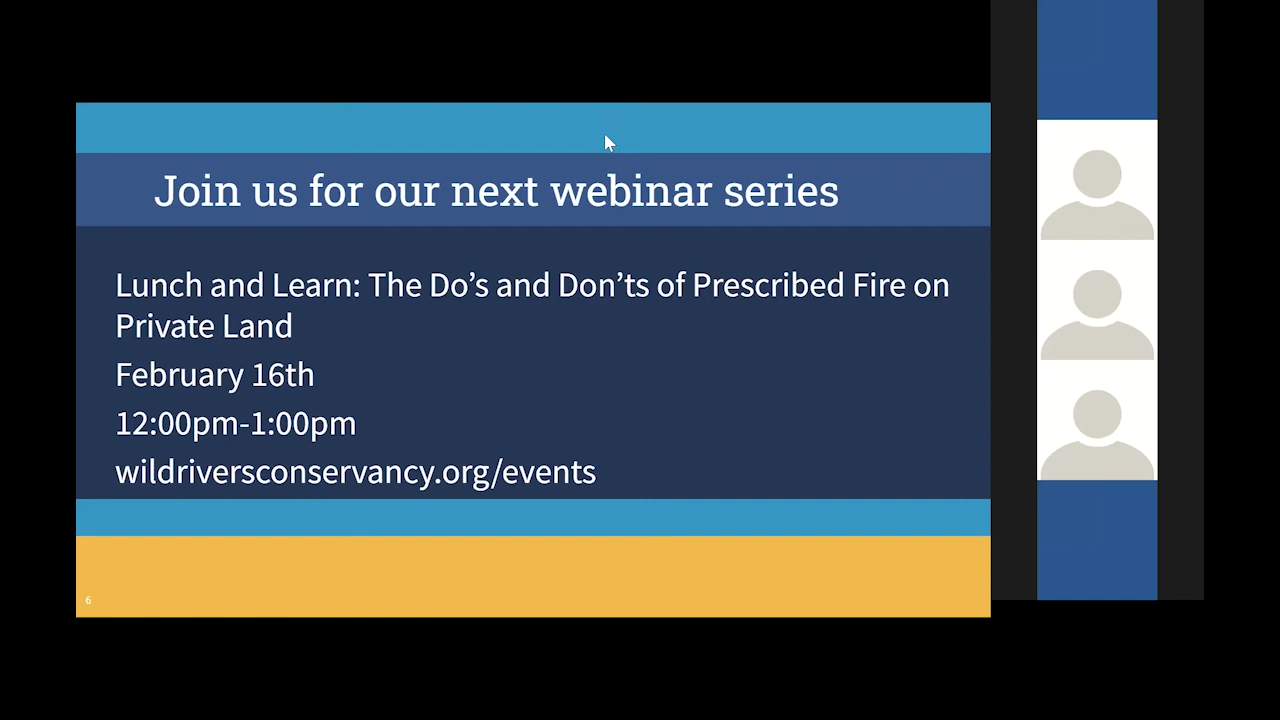 Join us for our next webinar series
Lunch and Learn: The Do’s and Don’ts of Prescribed Fire on
Private Land
February 16th
12:00pm-1:00pm
wildriversconservancy.org/events
6